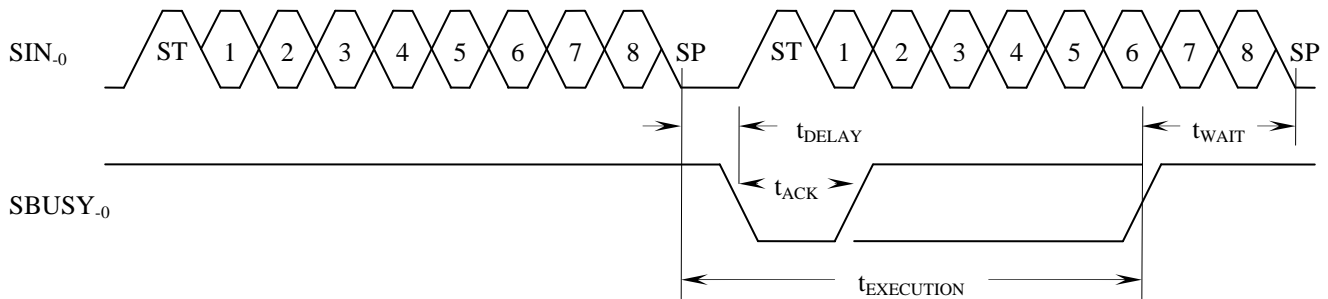 SIN-0 ST 1 2 3 4 5 6 7 8 SP ST 1 2 3 4 5 6 7 8 SP
tDELAY tWAIT
SBUSY-0 tACK
tEXECUTION